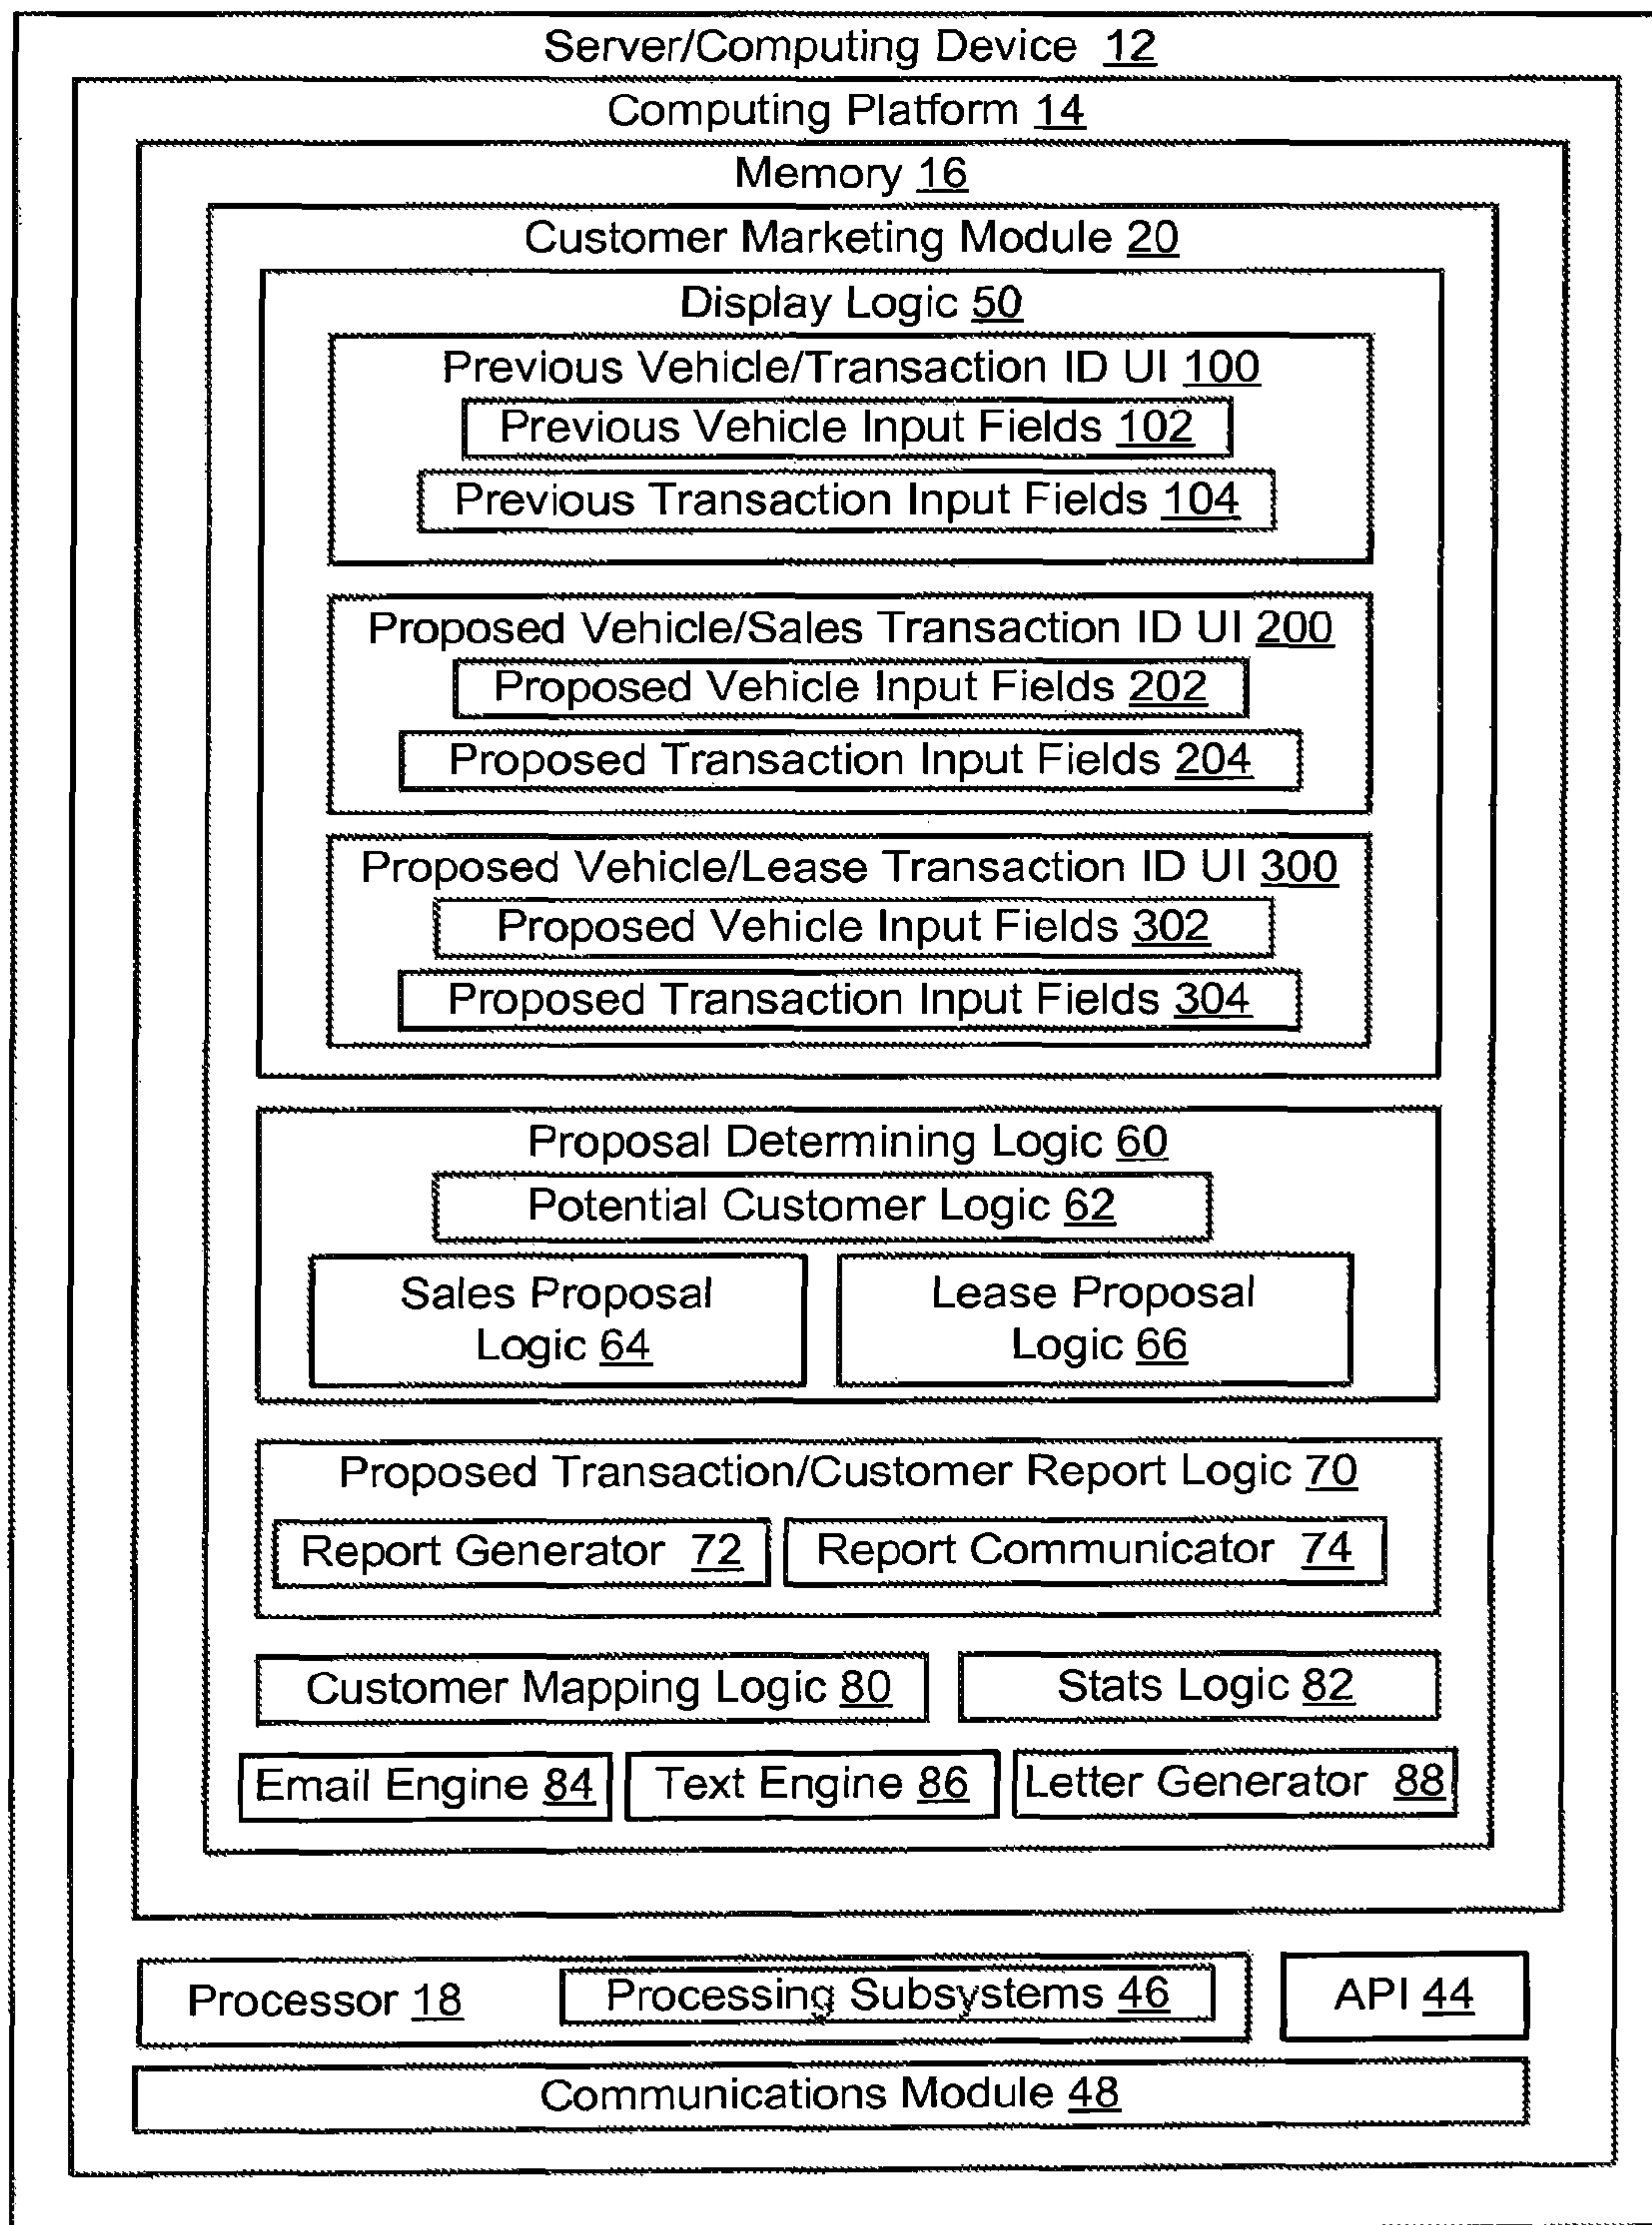 Server/Computing Device 12
Computing Platform 14
Memory 16
Customer Marketing Module 20
Display Logic 50
Previous Vehicle/Transaction ID UI 100
Previous Vehicle Input Fields 102
Previous Transaction Input Fields 104
Proposed Vehicle/Sales Transaction ID UI 200
Proposed Vehicle Input Fields 202
Proposed Transaction Input Fields 204
Proposed Vehicle/Lease Transaction ID UI 300
Proposed Vehicle Input Fields 302
Proposed Transaction Input Fields 304
Proposal Determining Logic 60
Potential Customer Logic 62
Sales Proposal
Logic 64
Lease Proposal
Logic 66
Proposed Transaction/Customer Report Logic 70
Report Generator 72
Report Communicator 74
Customer Mapping Logic 80
Stats Logic 82
Email Engine 84
Text Engine 86
Letter Generator 88
Processor 18
Processing Subsystems 46
API 44
Communications Module 48